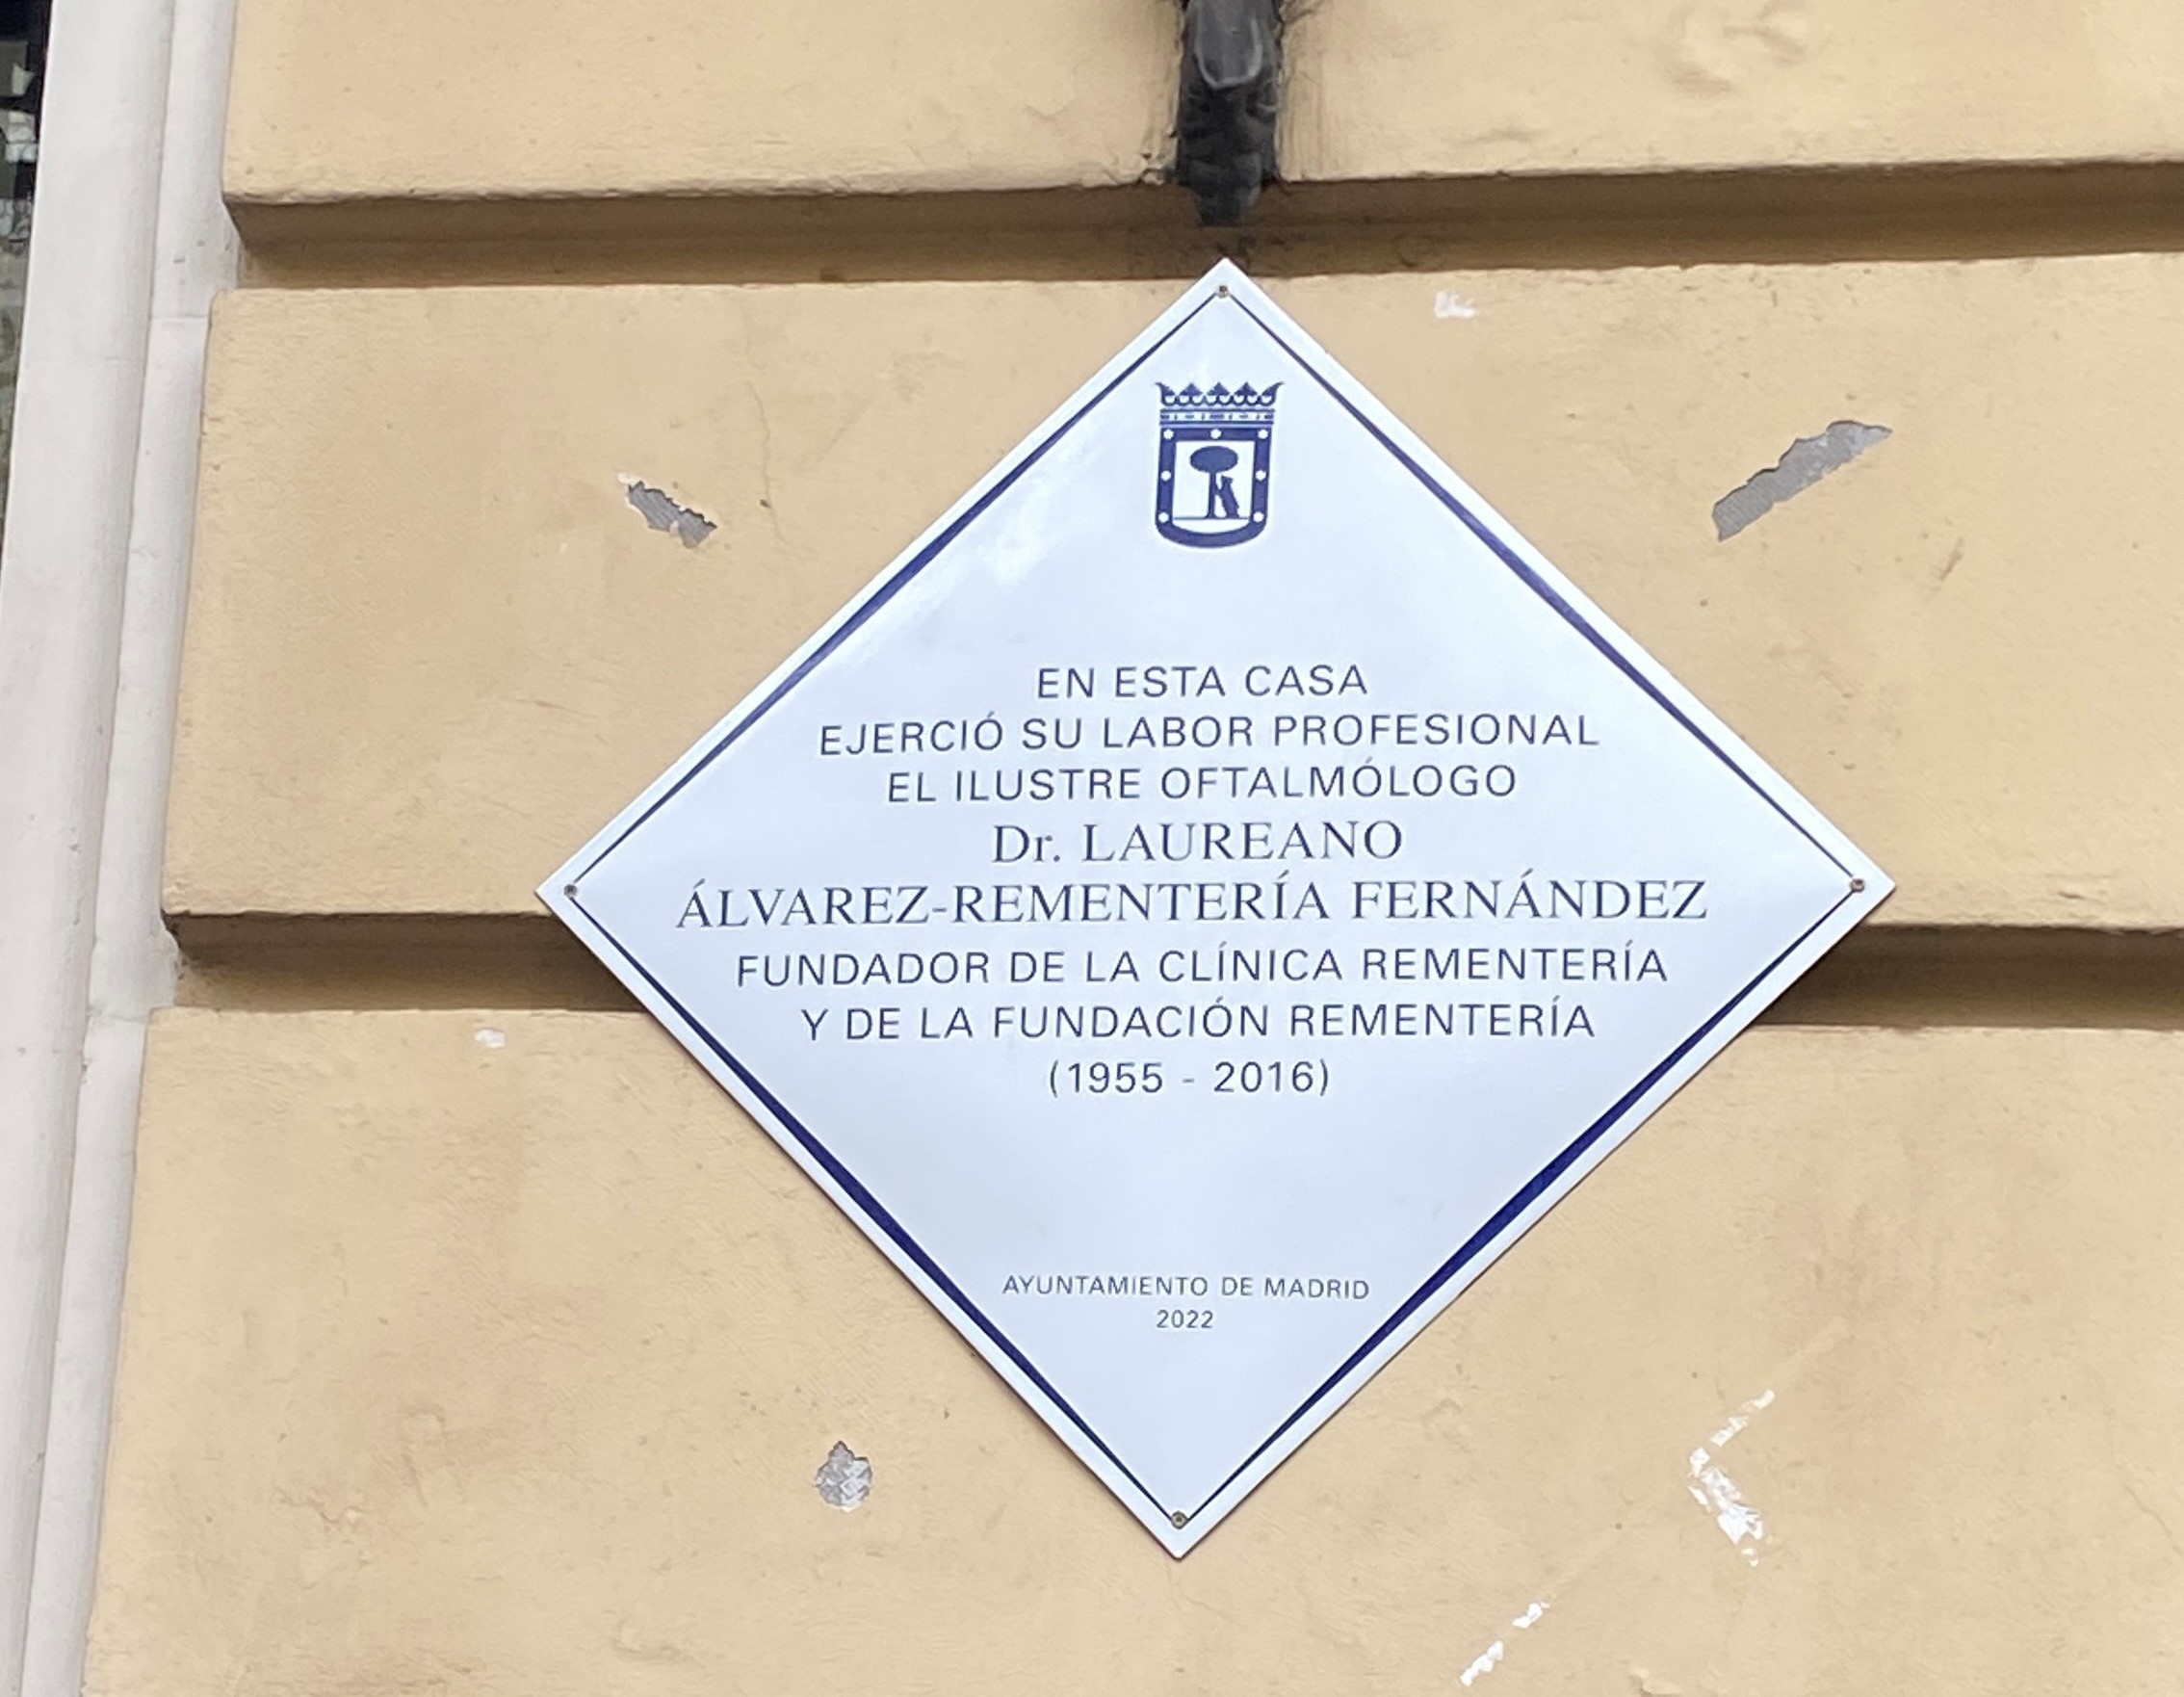 EN ESTA CASA
EJERCIÓ SU LABOR PROFESIONAL
EL ILUSTRE OFTALMÓLOGO
Dr. LAUREANO
ÁLVAREZ-REMENTERÍA FERNÁNDEZ
FUNDADOR DE LA CLÍNICA REMENTERÍA
Y DE LA FUNDACIÓN REMENTERÍA
(1955 - 2016)
AYUNTAMIENTO DE MADRID
2022